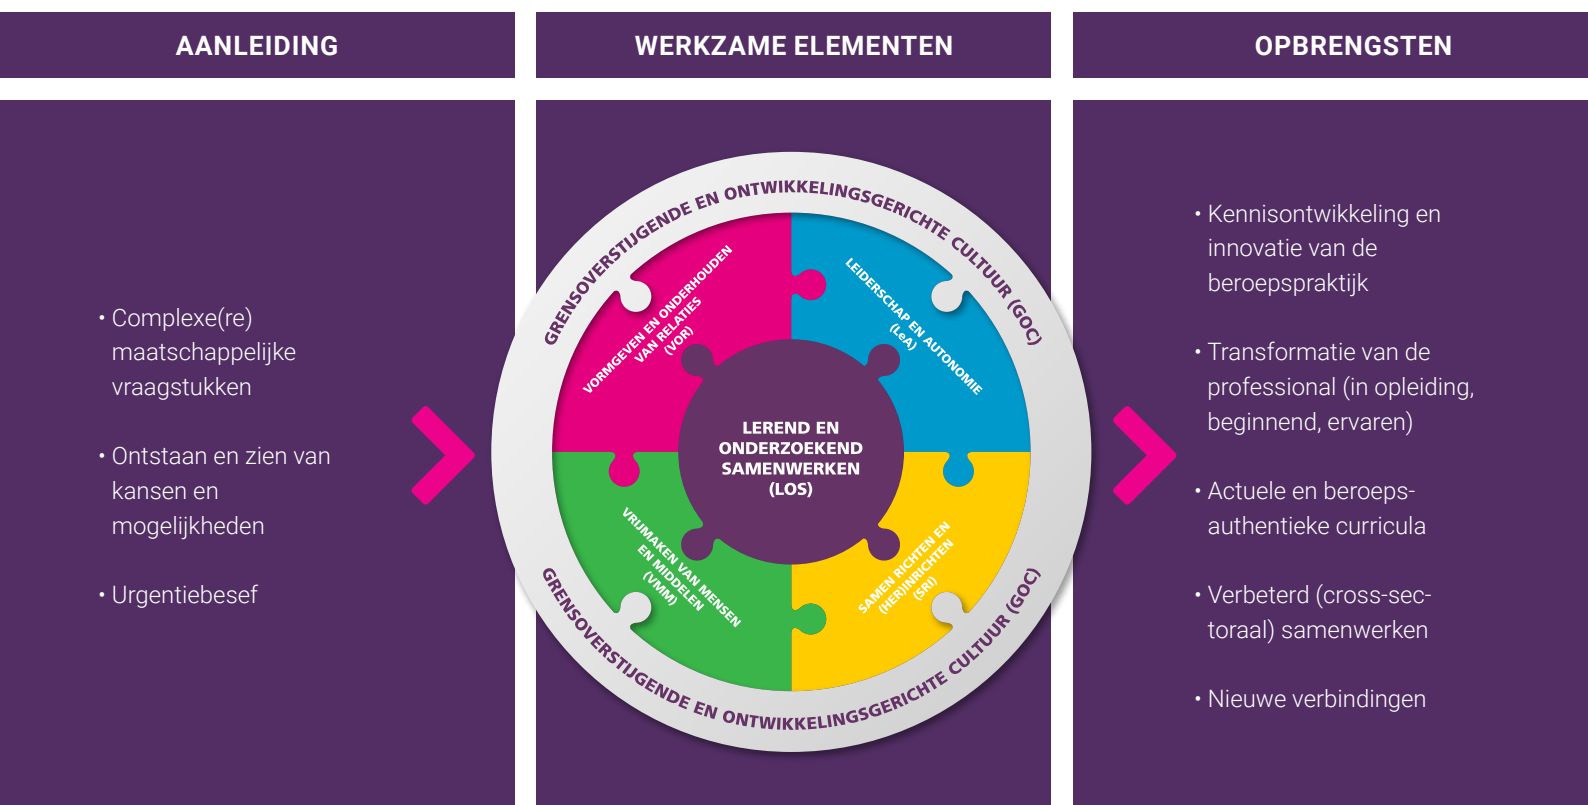 AANLEIDING
WERKZAME ELEMENTEN
OPBRENGSTEN
• Complexe(re)
maatschappelijke
vraagstukken
• Ontstaan en zien van
kansen en
mogelijkheden
• Urgentiebesef
GRENSOVERSTIJGENDE EN ONTWIKKELINGSGERICHTE CULTUUR (GOC)
VORMGEVEN EN ONDERHOUDEN
VAN RELATIES
(VOR)
LEIDERSCHAP EN AUTONOMIE
(LeA)
LEREND EN
ONDERZOEKEND
SAMENWERKEN
(LOS)
VRIJMAKEN VAN MENSEN
EN MIDDELEN
(VMM)
SAMEN RICHTEN EN
(HER)INRICHTEN
(SRI)
GRENSOVERSTIJGENDE EN ONTWIKKELINGSGERICHTE CULTUUR (GOC)
• Kennisontwikkeling en
innovatie van de
beroepspraktijk
• Transformatie van de
professional (in opleiding,
beginnend, ervaren)
• Actuele en beroeps-
authentieke curricula
• Verbeterd (cross-sec-
toraal) samenwerken
• Nieuwe verbindingen